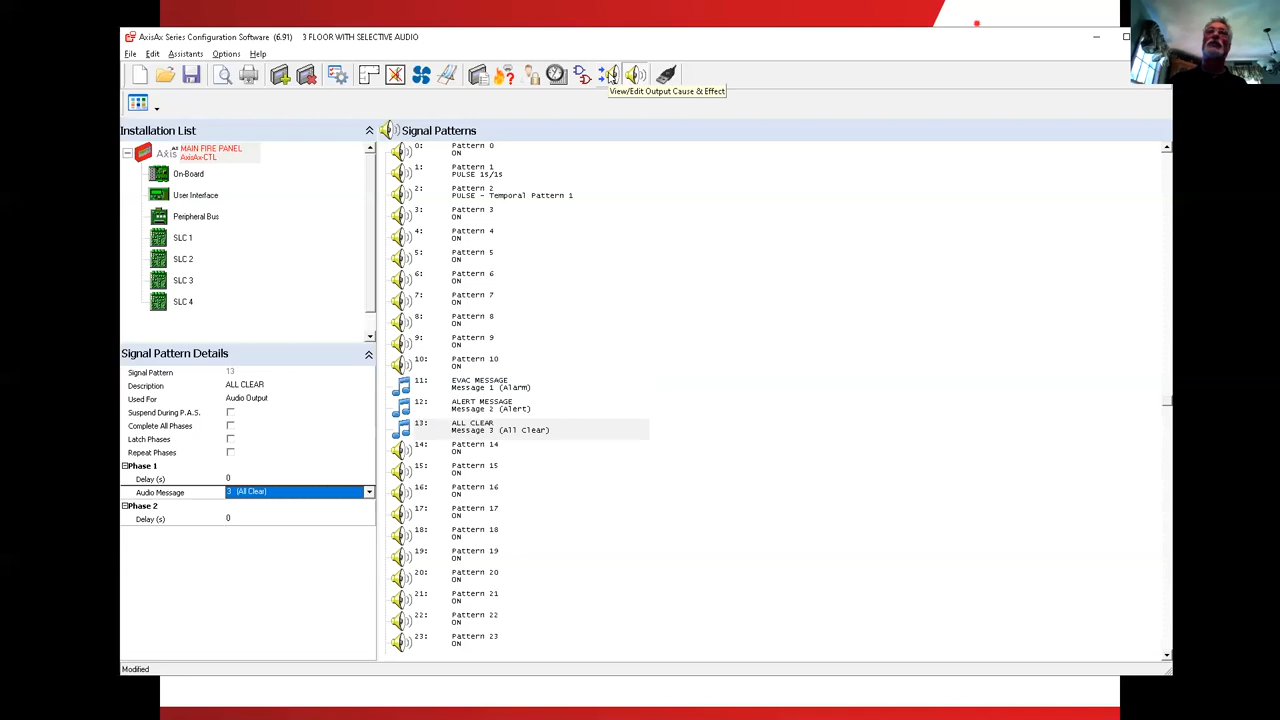 AxisAx Series Configuration Software (6.91) 3 FLOOR WITH SELECTIVE AUDIO
File Edit Assistants Options Help
View/Edit Output Cause & Effect
Installation List
Axis AX MAIN FIRE PANEL
AxisAx-CTL
On-Board
User Interface
Peripheral Bus
SLC 1
SLC 2
SLC 3
SLC 4
Signal Pattern Details
Signal Pattern 13
Description ALL CLEAR
Used For Audio Output
Suspend During P.A.S.
Complete All Phases
Latch Phases
Repeat Phases
Phase 1
Delay (s) 0
Audio Message 3 (All Clear)
Phase 2
Delay (s) 0
Signal Patterns
0: Pattern 0
ON
1: Pattern 1
PULSE 1s/1s
2: Pattern 2
PULSE - Temporal Pattern 1
3: Pattern 3
ON
4: Pattern 4
ON
5: Pattern 5
ON
6: Pattern 6
ON
7: Pattern 7
ON
8: Pattern 8
ON
9: Pattern 9
ON
10: Pattern 10
ON
11: EVAC MESSAGE
Message 1 (Alarm)
12: ALERT MESSAGE
Message 2 (Alert)
13: ALL CLEAR
Message 3 (All Clear)
14: Pattern 14
ON
15: Pattern 15
ON
16: Pattern 16
ON
17: Pattern 17
ON
18: Pattern 18
ON
19: Pattern 19
ON
20: Pattern 20
ON
21: Pattern 21
ON
22: Pattern 22
ON
23: Pattern 23
ON
Modified